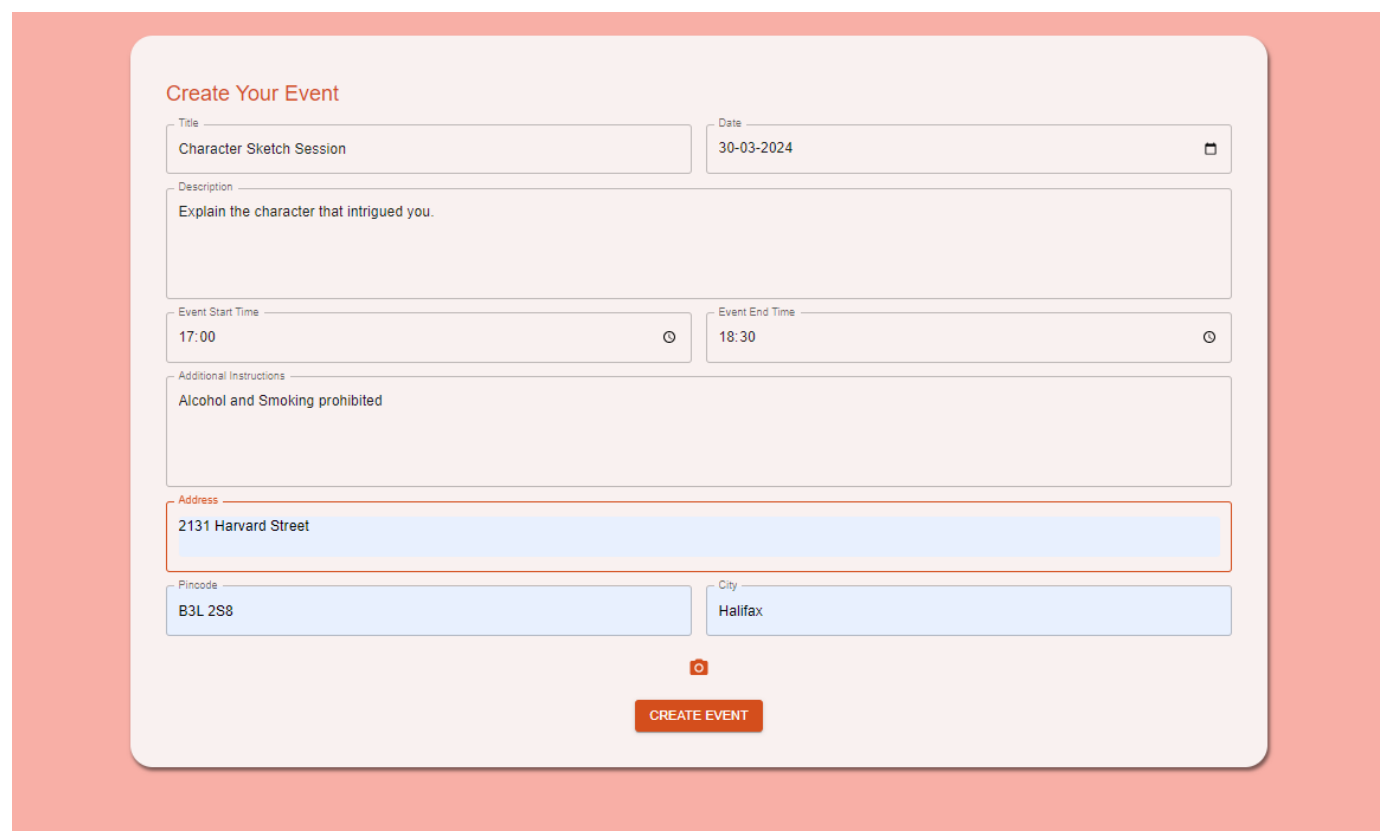 Create Your Event
Title
Character Sketch Session
Date
30-03-2024
Description
Explain the character that intrigued you.
Event Start Time
17:00
Event End Time
18:30
Additional Instructions
Alcohol and Smoking prohibited
Address
2131 Harvard Street
Pincode
B3L 2S8
City
Halifax
CREATE EVENT